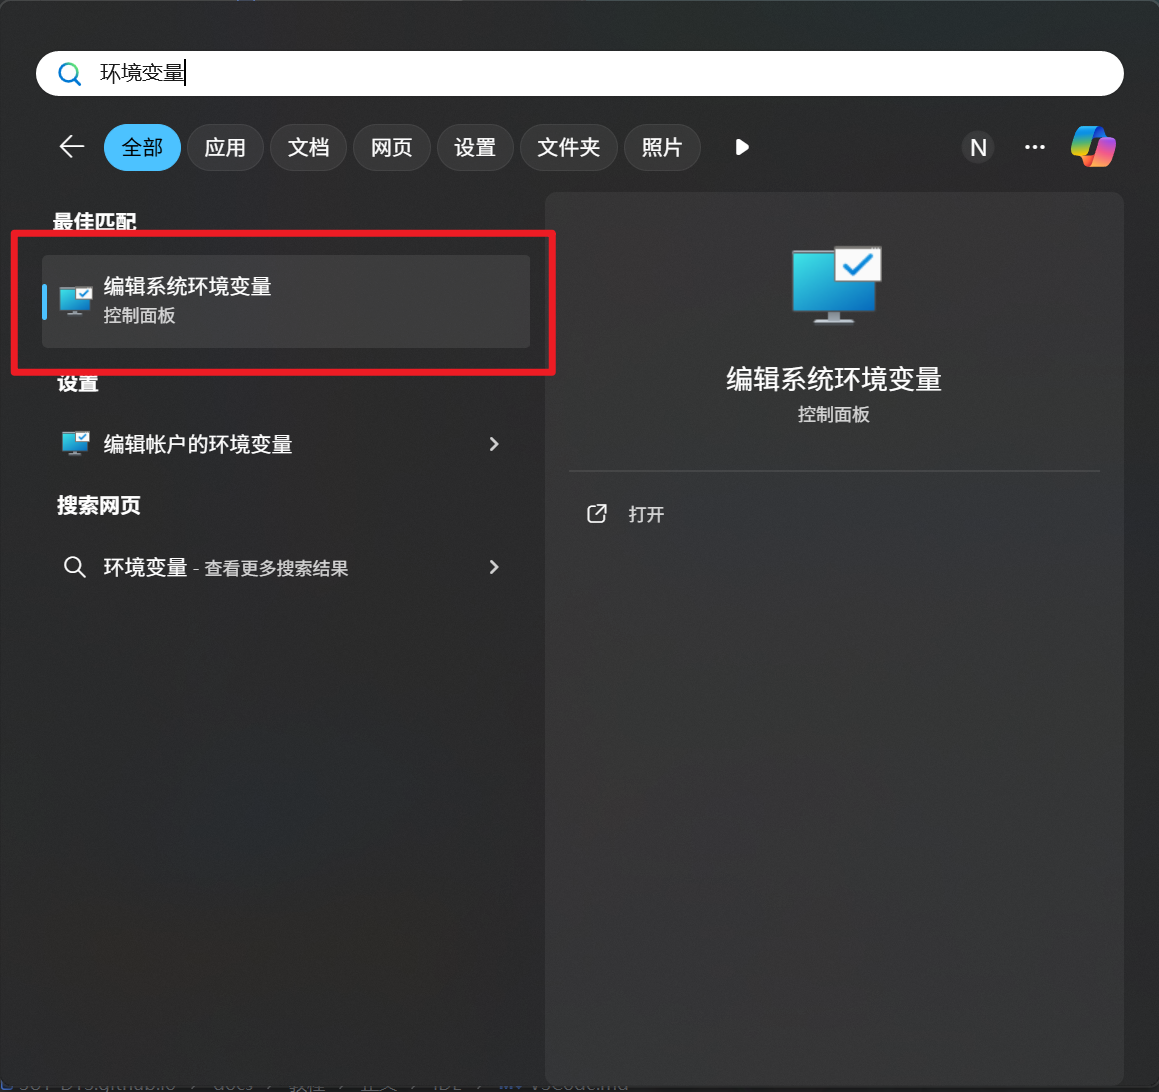 环境变量
全部 应用 文档 网页 设置 文件夹 照片 N ...
最佳匹配
编辑系统环境变量
控制面板
设置
编辑帐户的环境变量
搜索网页
环境变量 - 查看更多搜索结果
编辑系统环境变量
控制面板
打开